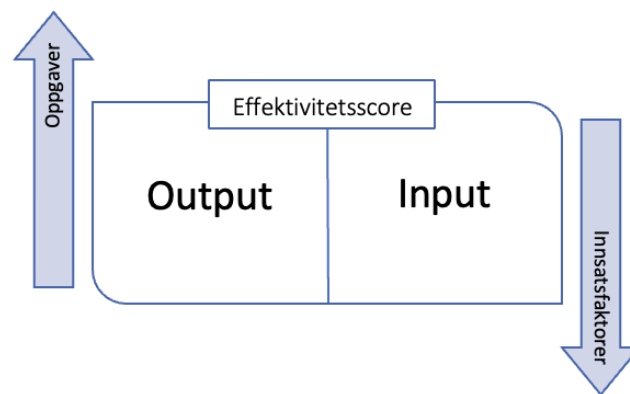 Oppgaver
Effektivitetsscore
Output
Input
Innsatsfaktorer